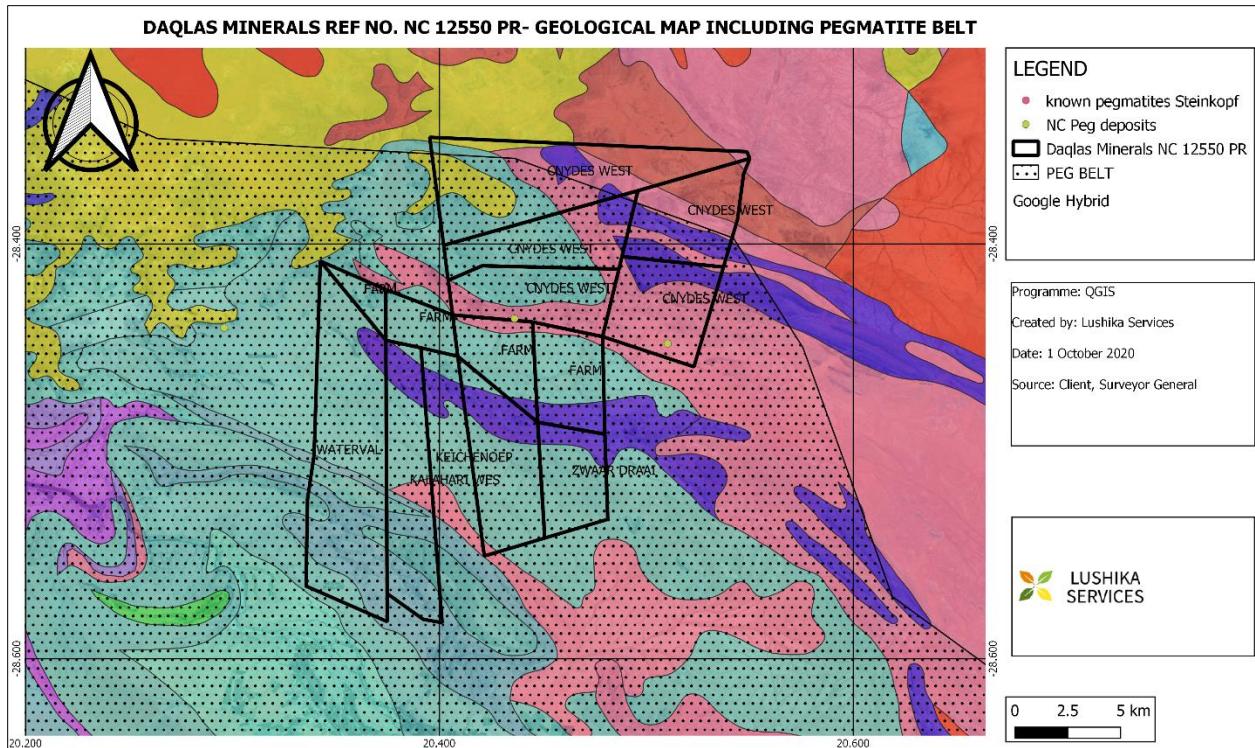 DAQLAS MINERALS REF NO. NC 12550 PR- GEOLOGICAL MAP INCLUDING PEGMATITE BELT
LEGEND
known pegmatites Steinkopf
NC Peg deposits
Daqlas Minerals NC 12550 PR
PEG BELT
Google Hybrid
Programme: QGIS
Created by: Lushika Services
Date: 1 October 2020
Source: Client, Surveyor General
LUSHIKA
SERVICES
0 2.5 5 km
CNYDES WEST
CNYDES WEST
CNYDES WEST
CNYDES WEST
CNYDES WEST
FARM
FARM
FARM
FARM
WATERVAL
KEICHENOEP
KALAHARI WES
ZWAAR DRAAI
-28.400
-28.400
-28.600
-28.600
20.200
20.400
20.600